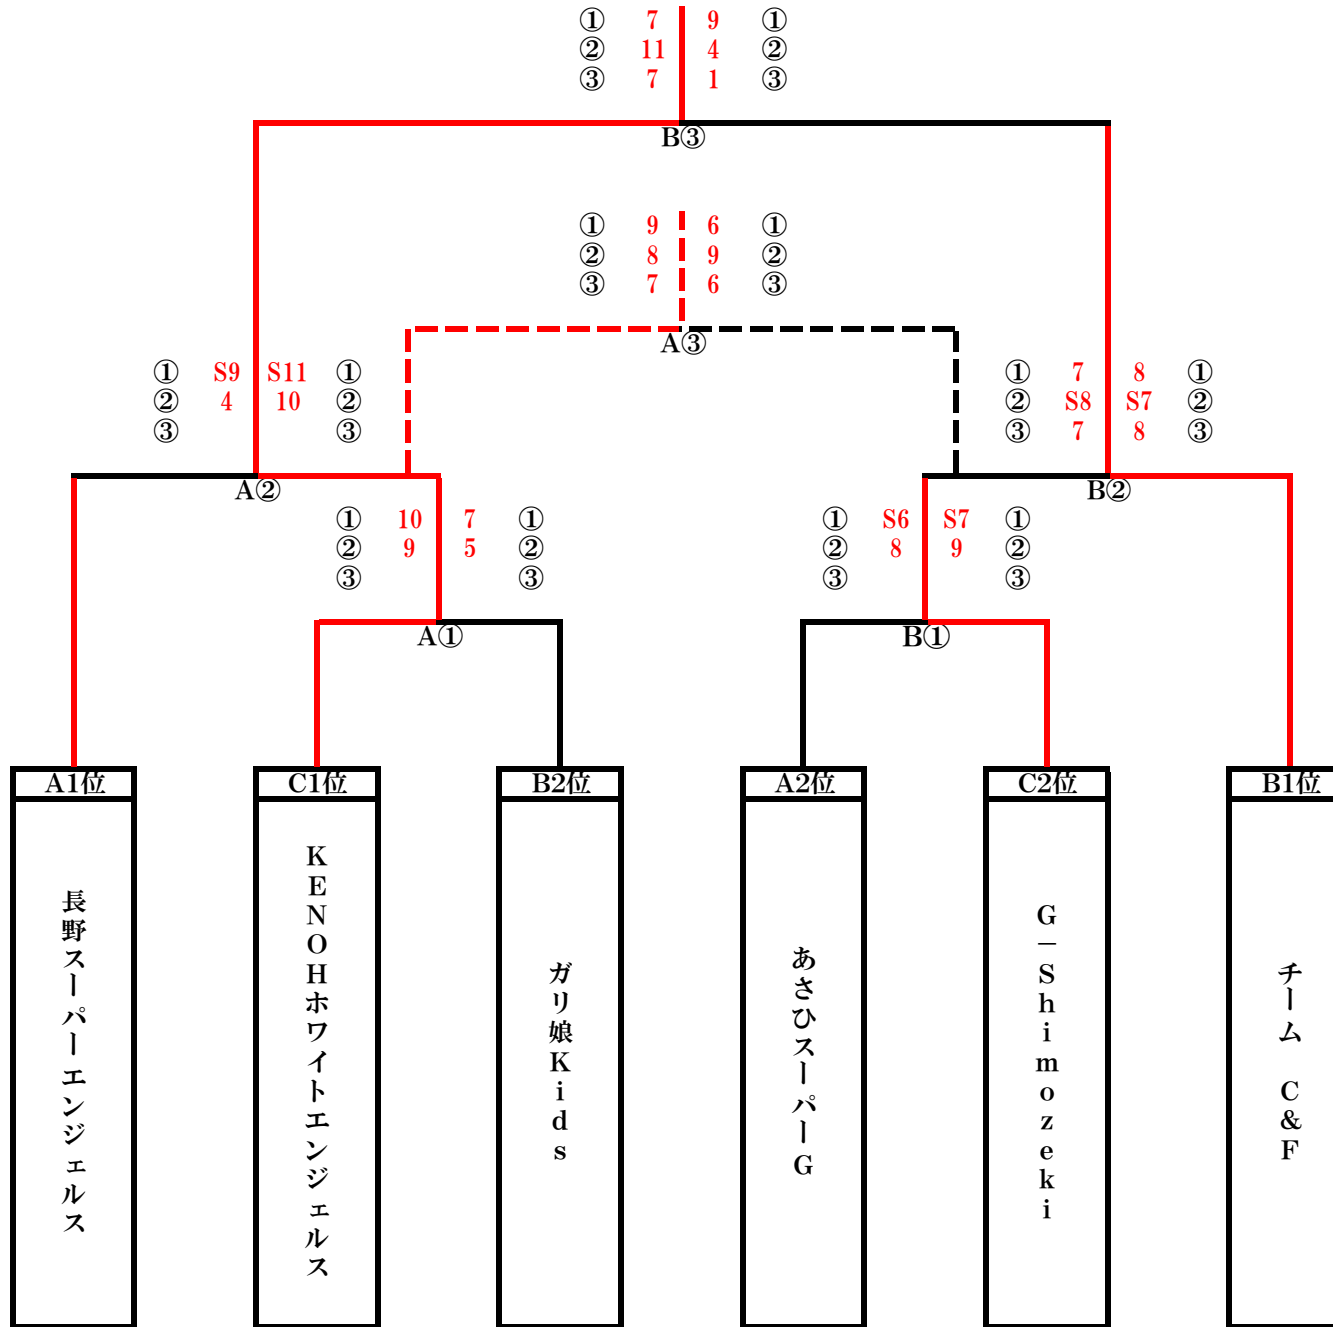 ① 7 9 ①
② 11 4 ②
③ 7 1 ③
B③
① 9 6 ①
② 8 9 ②
③ 7 6 ③
A③
① S9 S11 ①
② 4 10 ②
③ ③
① 7 8 ①
② S8 S7 ②
③ 7 8 ③
A②
B②
① 10 7 ①
② 9 5 ②
③ ③
① S6 S7 ①
② 8 9 ②
③ ③
A①
B①
A1位
C1位
B2位
A2位
C2位
B1位
長野スーパーエンジェルス
KENOHホワイトエンジェルス
ガリ娘Kids
あさひスーパーG
G－Shimozeki
チーム　C&F